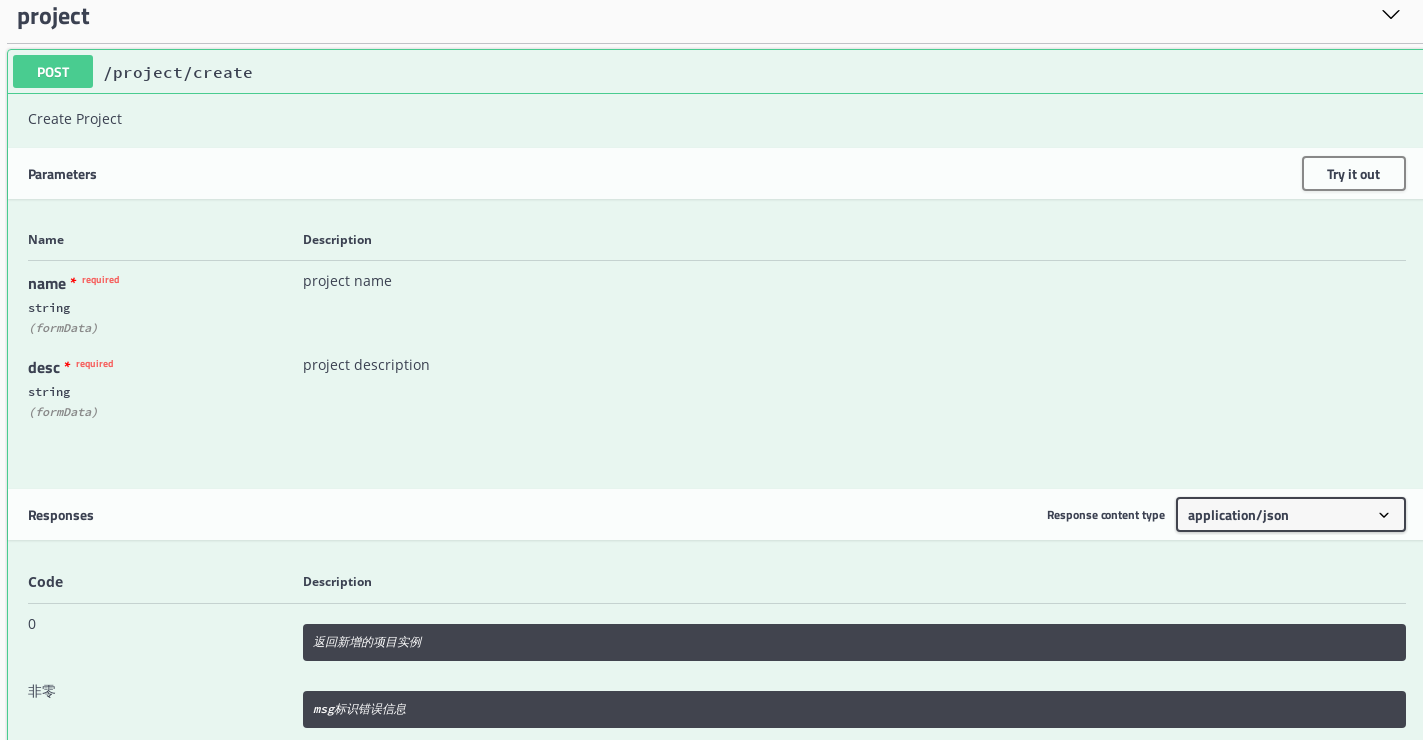 project
POST /project/create
Create Project
Parameters Try it out
Name Description
name * required project name
string
(formData)
desc * required project description
string
(formData)
Responses Response content type application/json
Code Description
0 返回新增的项目实例
非零 msg标识错误信息